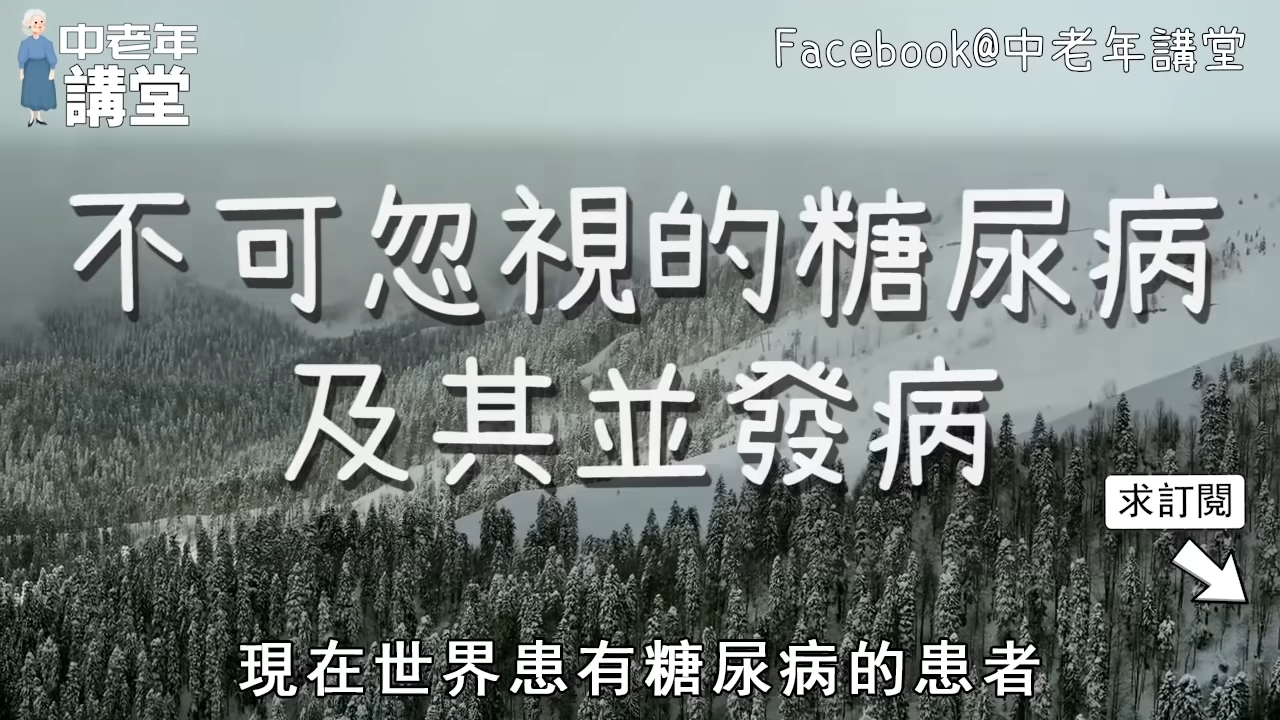 中老年
講堂
Facebook@中老年講堂
不可忽視的糖尿病
及其並發病
求訂閱
現在世界患有糖尿病的患者